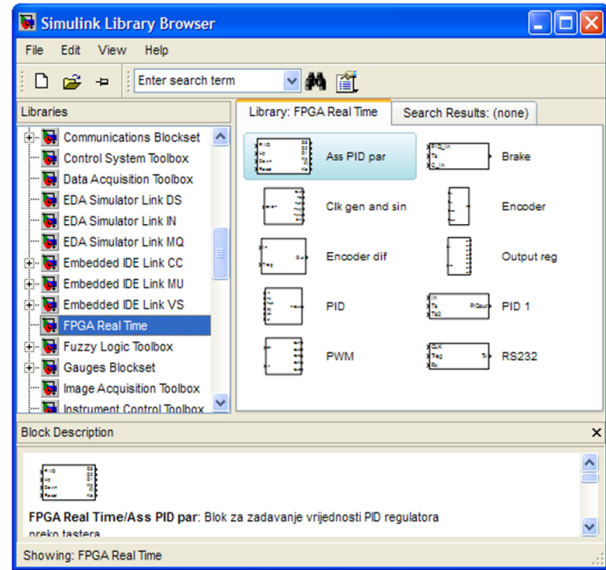 Simulink Library Browser
File Edit View Help
Enter search term
Libraries
Library: FPGA Real Time Search Results: (none)
Communications Blockset
Control System Toolbox
Data Acquisition Toolbox
EDA Simulator Link DS
EDA Simulator Link IN
EDA Simulator Link MQ
Embedded IDE Link CC
Embedded IDE Link MU
Embedded IDE Link VS
FPGA Real Time
Fuzzy Logic Toolbox
Gauges Blockset
Image Acquisition Toolbox
Instrument Control Toolbox
Ass PID par Brake
Clk gen and sin Encoder
Encoder dif Output reg
PID PID 1
PWM RS232
Block Description
FPGA Real Time/Ass PID par: Blok za zadavanje vrijednosti PID regulatora
preko tastera
Showing: FPGA Real Time